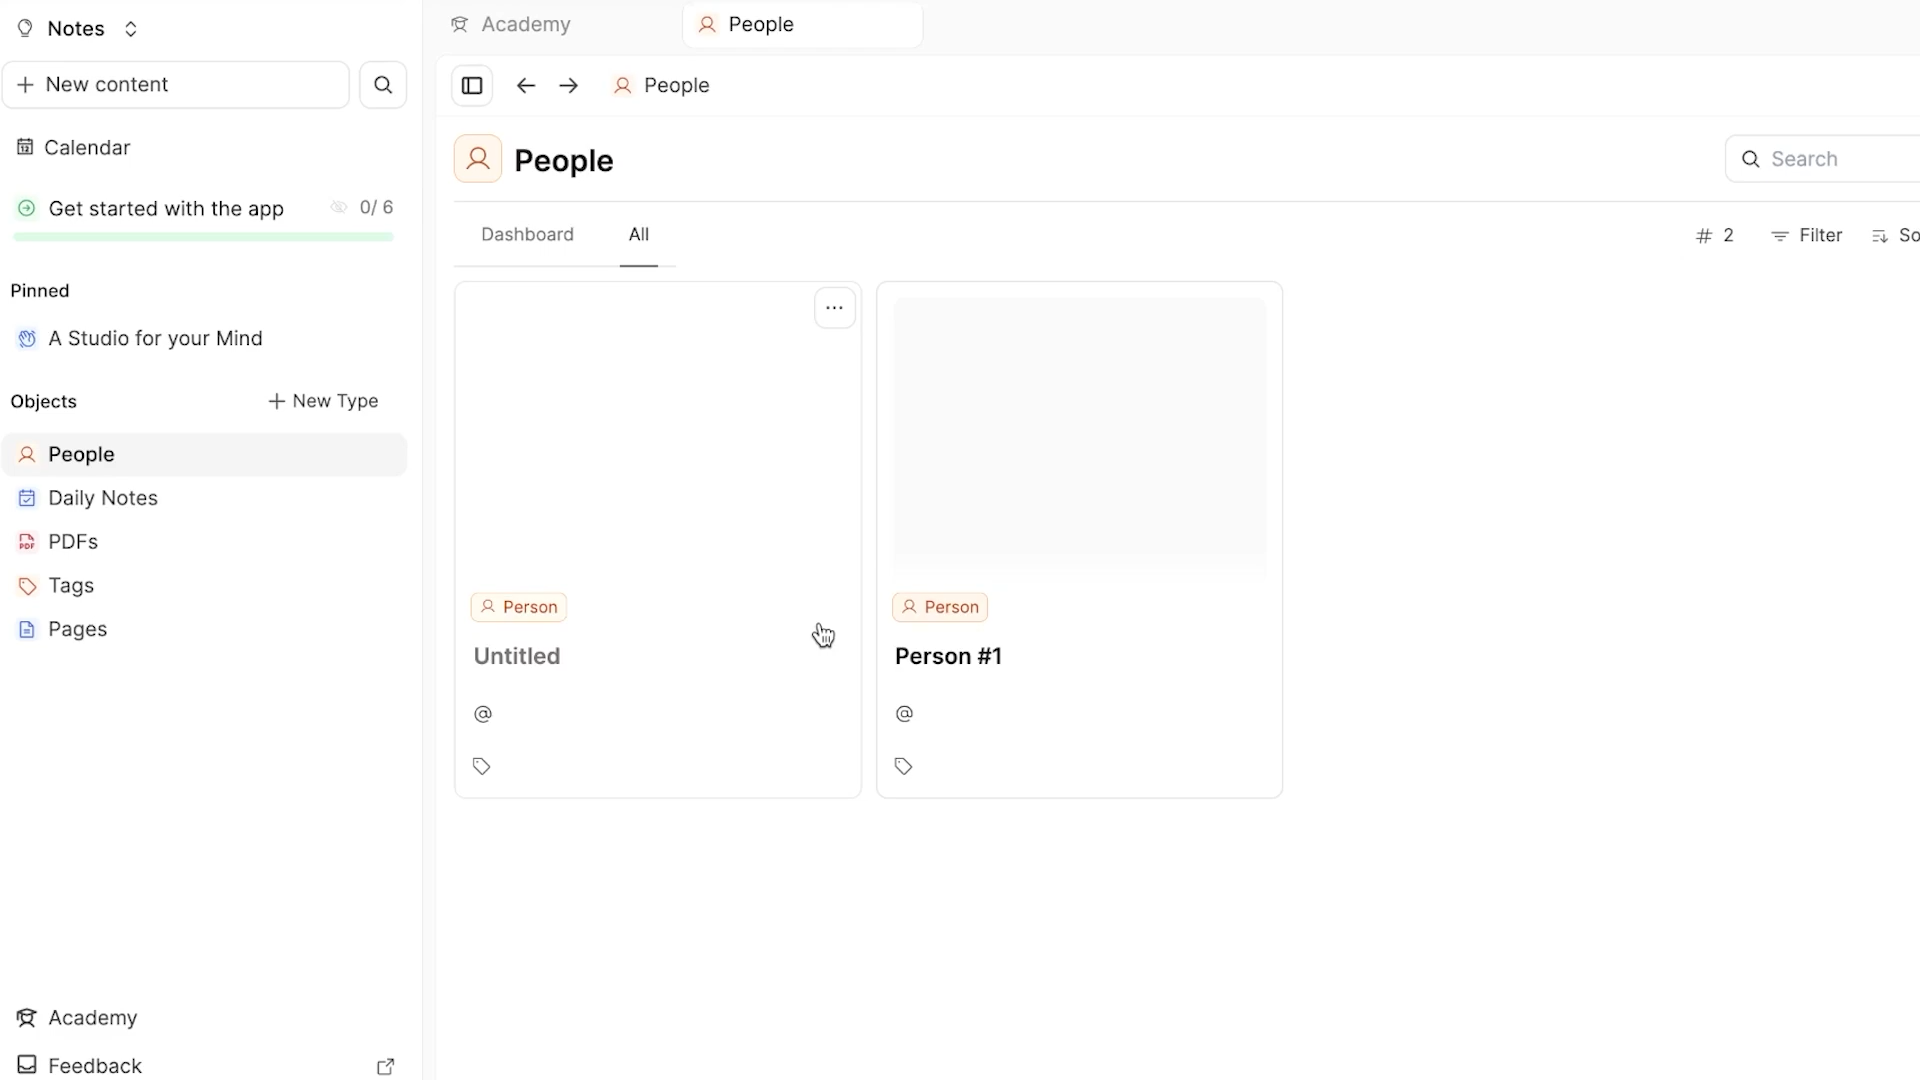 Notes
New content
Calendar
Get started with the app 0/6
Pinned
A Studio for your Mind
Objects
New Type
People
Daily Notes
PDFs
Tags
Pages
Academy
Feedback
Academy
People
People
People
Search
Dashboard
All
# 2
Filter
So
Person
Untitled
@
Person
Person #1
@